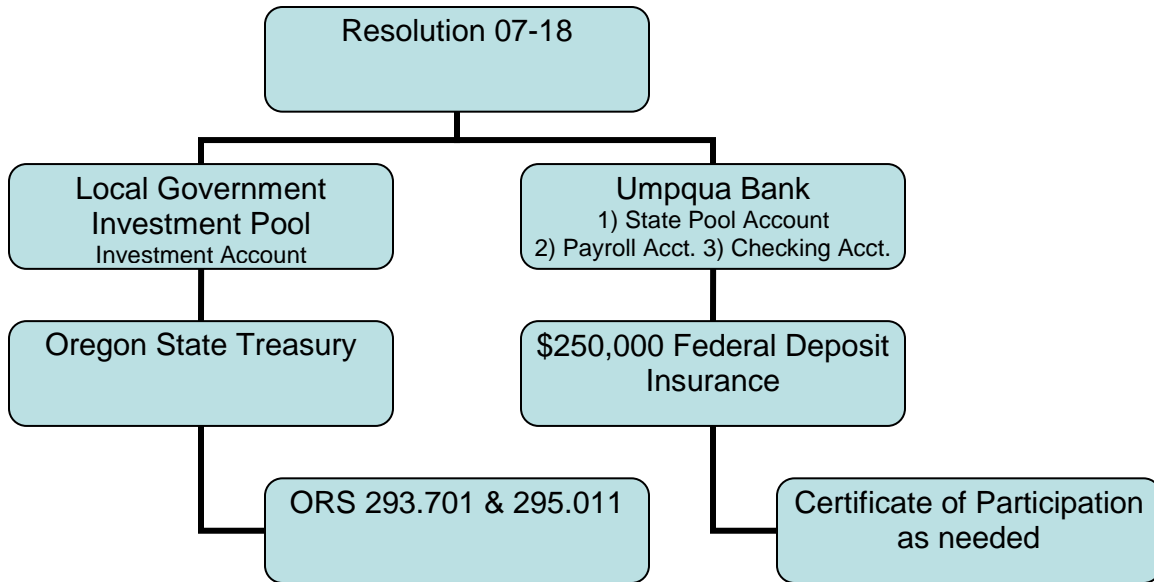 Resolution 07-18
Local Government
Investment Pool
Investment Account
Umpqua Bank
1) State Pool Account
2) Payroll Acct. 3) Checking Acct.
Oregon State Treasury
$250,000 Federal Deposit
Insurance
ORS 293.701 & 295.011
Certificate of Participation
as needed